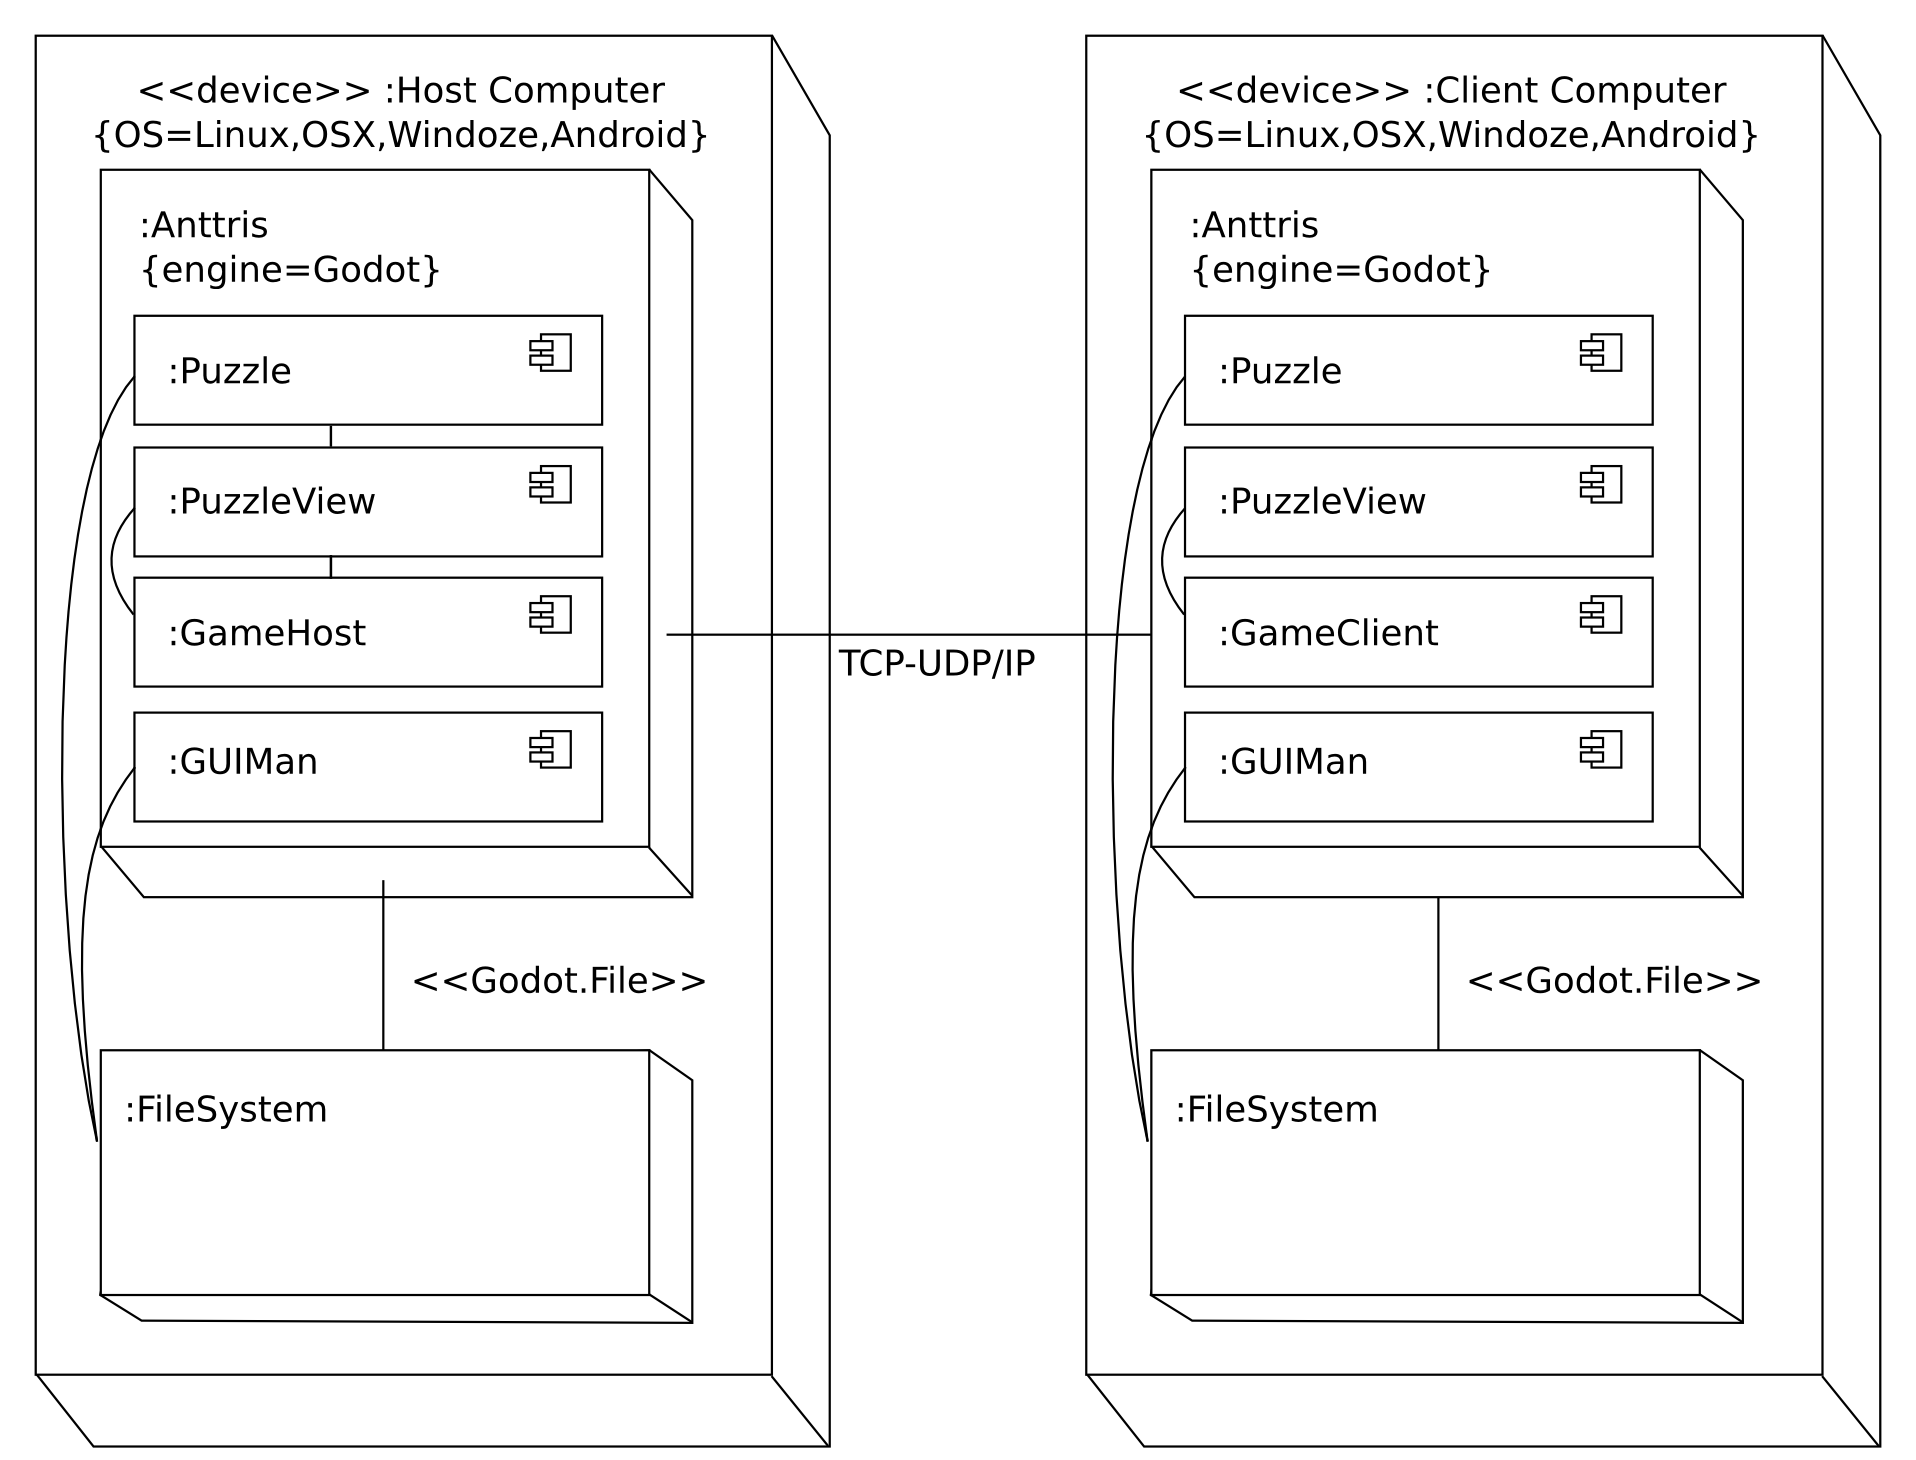 <<device>> :Host Computer
{OS=Linux,OSX,Windoze,Android}
:Anttris
{engine=Godot}
:Puzzle
:PuzzleView
:GameHost
:GUIMan
<<Godot.File>>
:FileSystem
TCP-UDP/IP
<<device>> :Client Computer
{OS=Linux,OSX,Windoze,Android}
:Anttris
{engine=Godot}
:Puzzle
:PuzzleView
:GameClient
:GUIMan
<<Godot.File>>
:FileSystem